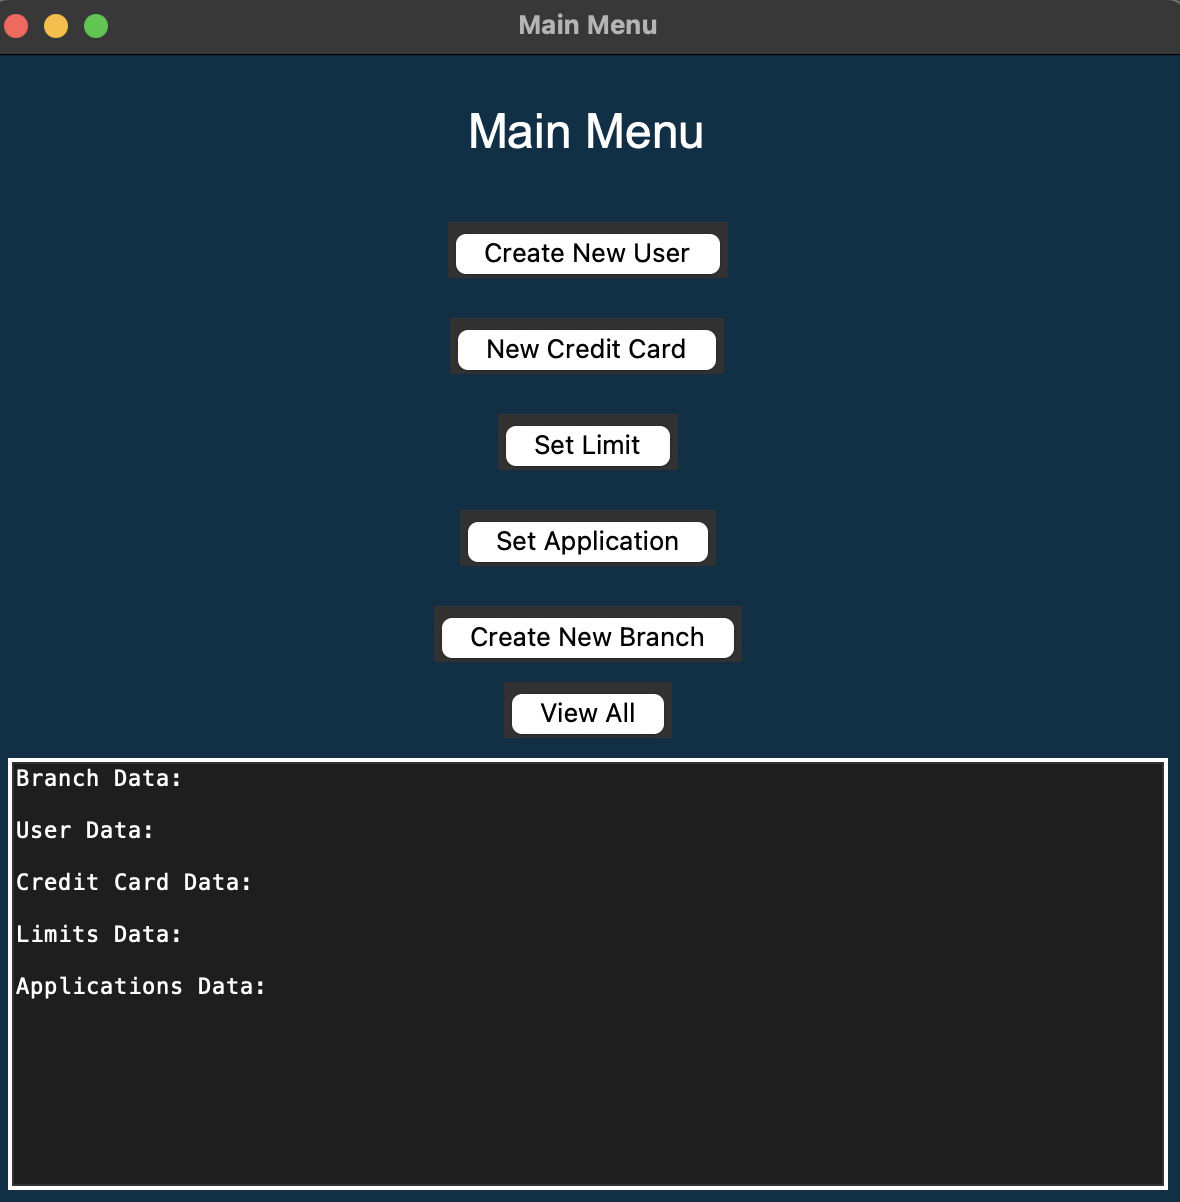 Main Menu
Main Menu
Create New User
New Credit Card
Set Limit
Set Application
Create New Branch
View All
Branch Data:
User Data:
Credit Card Data:
Limits Data:
Applications Data: